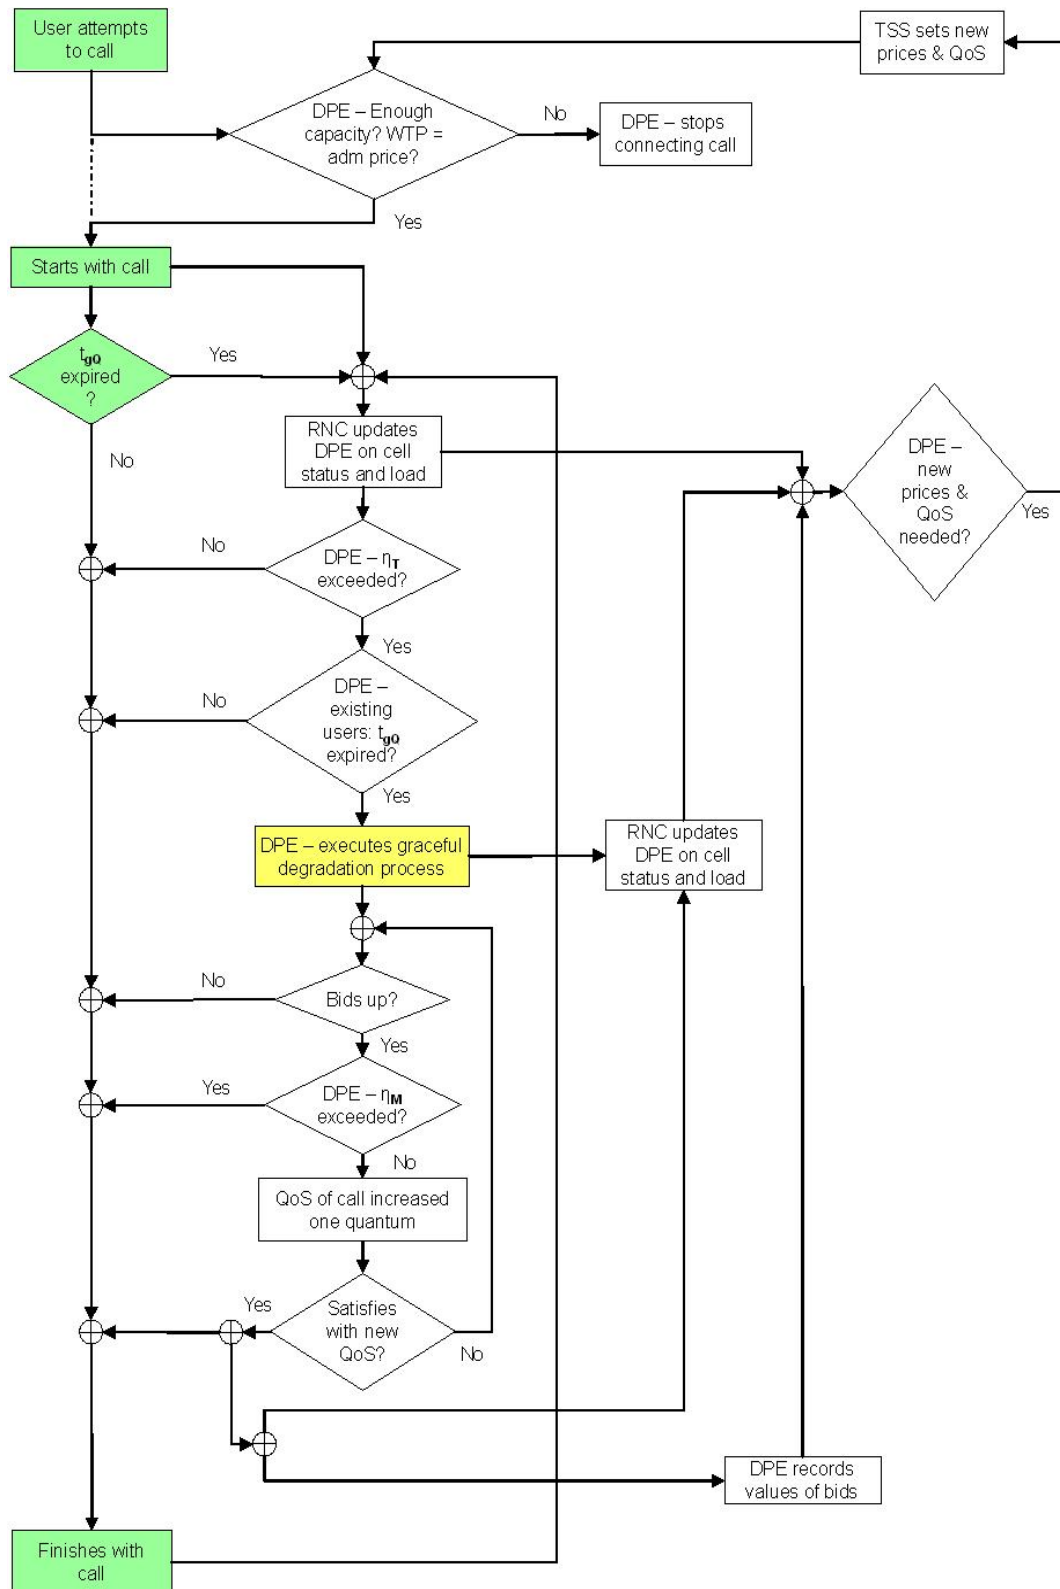 User attempts
to call
TSS sets new
prices & QoS
DPE – Enough
capacity? WTP =
adm price?
No
DPE – stops
connecting call
Yes
Starts with call
tgQ
expired
?
Yes
No
RNC updates
DPE on cell
status and load
DPE –
new
prices &
QoS
needed?
Yes
No
DPE – ηT
exceeded?
Yes
No
DPE –
existing
users: tgQ
expired?
Yes
DPE – executes graceful
degradation process
RNC updates
DPE on cell
status and load
No
Bids up?
Yes
Yes
DPE – ηM
exceeded?
No
QoS of call increased
one quantum
Yes
Satisfies
with new
QoS?
No
DPE records
values of bids
Finishes with
call